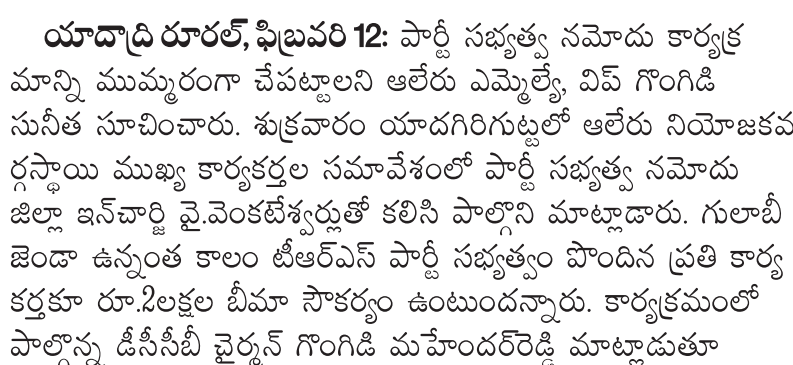 యాదాద్రి రూరల్, ఫిబ్రవరి 12: పార్టీ సభ్యత్వ నమోదు కార్యక్ర
మాన్ని ముమ్మరంగా చేపట్టాలని ఆలేరు ఎమ్మెల్యే, విప్ గొంగిడి
సునీత సూచించారు. శుక్రవారం యాదగిరిగుట్టలో ఆలేరు నియోజకవ
ర్గస్థాయి ముఖ్య కార్యకర్తల సమావేశంలో పార్టీ సభ్యత్వ నమోదు
జిల్లా ఇన్‌చార్జి వై.వెంకటేశ్వర్లుతో కలిసి పాల్గొని మాట్లాడారు. గులాబీ
జెండా ఉన్నంత కాలం టీఆర్ఎస్ పార్టీ సభ్యత్వం పొందిన ప్రతి కార్య
కర్తకూ రూ.2లక్షల బీమా సౌకర్యం ఉంటుందన్నారు. కార్యక్రమంలో
పాల్గొన్న డీసీసీబీ చైర్మన్ గొంగిడి మహేందర్‌రెడ్డి మాట్లాడుతూ